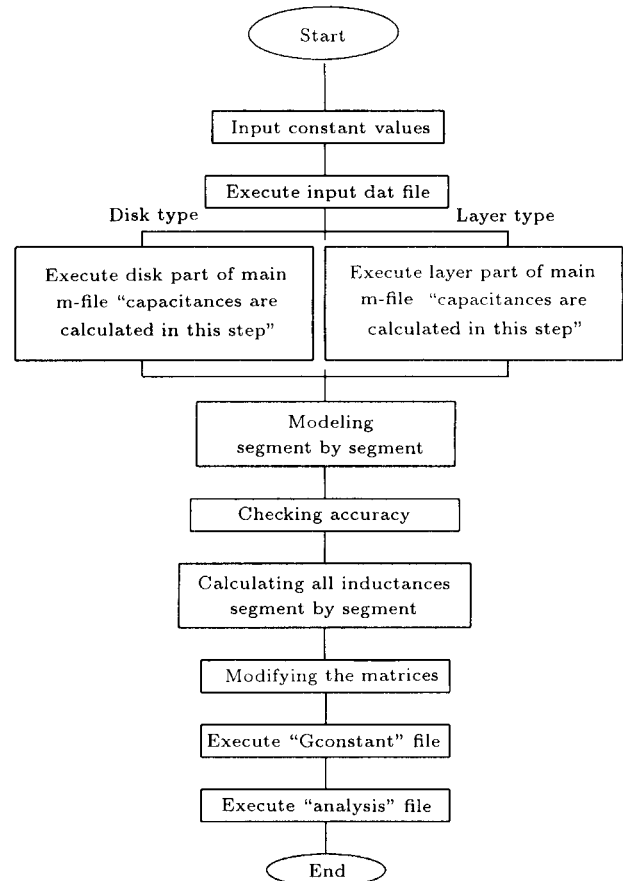 Start
Input constant values
Execute input dat file
Disk type
Layer type
Execute disk part of main
m-file “capacitances are
calculated in this step”
Execute layer part of main
m-file “capacitances are
calculated in this step”
Modeling
segment by segment
Checking accuracy
Calculating all inductances
segment by segment
Modifying the matrices
Execute “Gconstant” file
Execute “analysis” file
End